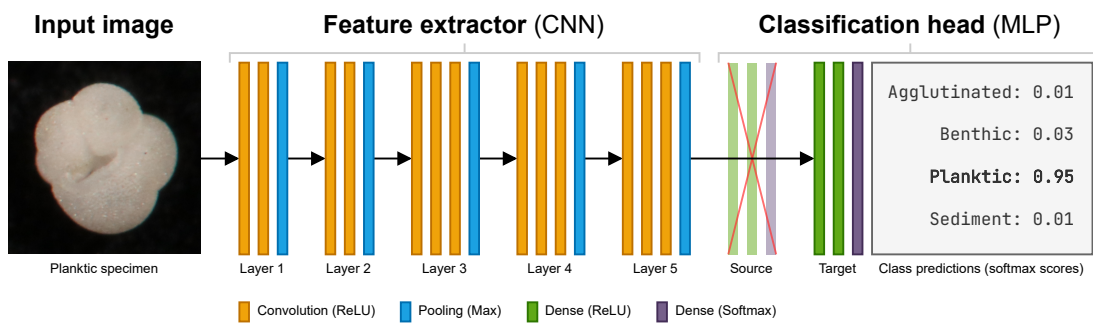 Input image
Feature extractor (CNN)
Classification head (MLP)
Agglutinated: 0.01
Benthic: 0.03
Planktic: 0.95
Sediment: 0.01
Planktic specimen
Layer 1
Layer 2
Layer 3
Layer 4
Layer 5
Source
Target
Class predictions (softmax scores)
Convolution (ReLU)
Pooling (Max)
Dense (ReLU)
Dense (Softmax)